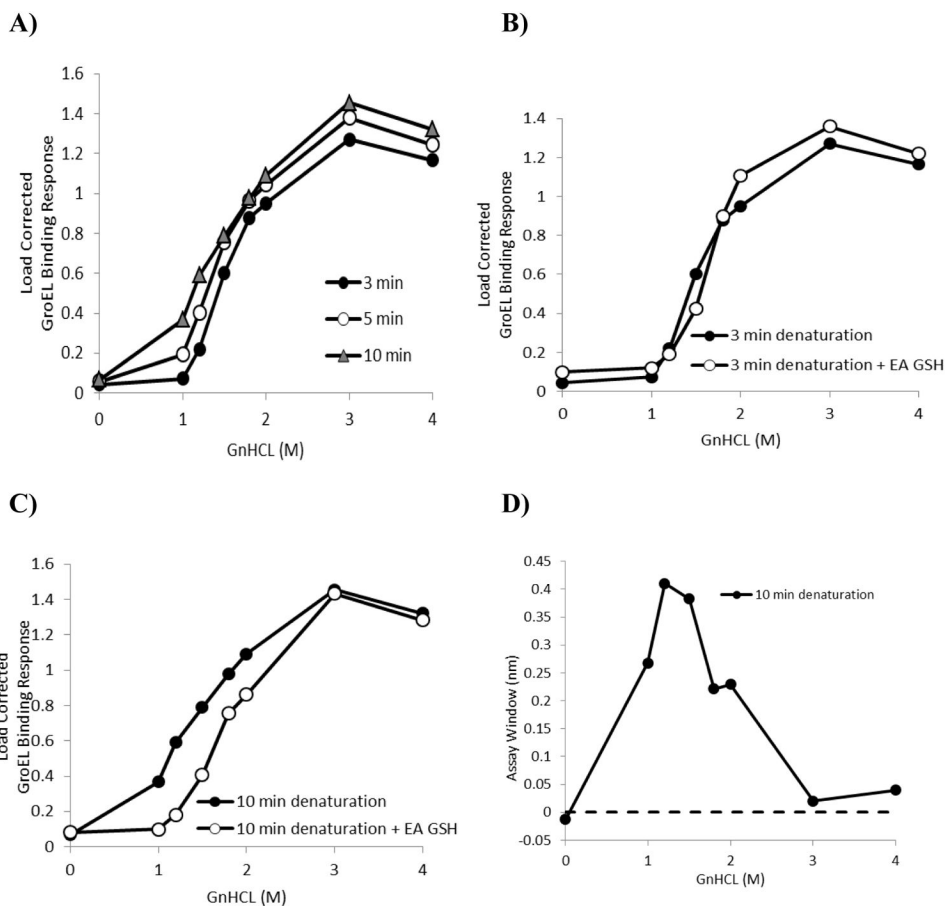 A)
1.6
1.4
1.2
1
0.8
0.6
0.4
0.2
0
Load Corrected
GroEL Binding Response
3 min
5 min
10 min
0 1 2 3 4
GnHCL (M)
B)
1.4
1.2
1
0.8
0.6
0.4
0.2
0
Load Corrected
GroEL Binding Response
3 min denaturation
3 min denaturation + EA GSH
0 1 2 3 4
GnHCL (M)
C)
1.6
1.4
1.2
1
0.8
0.6
0.4
0.2
0
Load Corrected
GroEL Binding Response
10 min denaturation
10 min denaturation + EA GSH
0 1 2 3 4
GnHCL (M)
D)
0.45
0.4
0.35
0.3
0.25
0.2
0.15
0.1
0.05
0
-0.05
Assay Window (nm)
10 min denaturation
0 1 2 3 4
GnHCL (M)